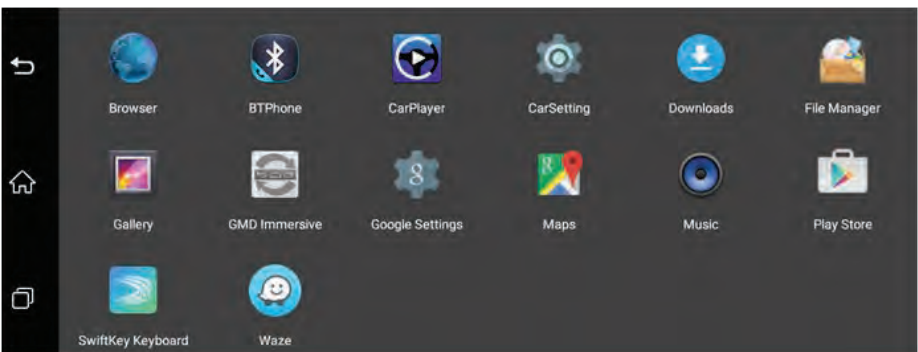 Browser BTPhone CarPlayer CarSetting Downloads File Manager
Gallery GMD Immersive Google Settings Maps Music Play Store
SwiftKey Keyboard Waze